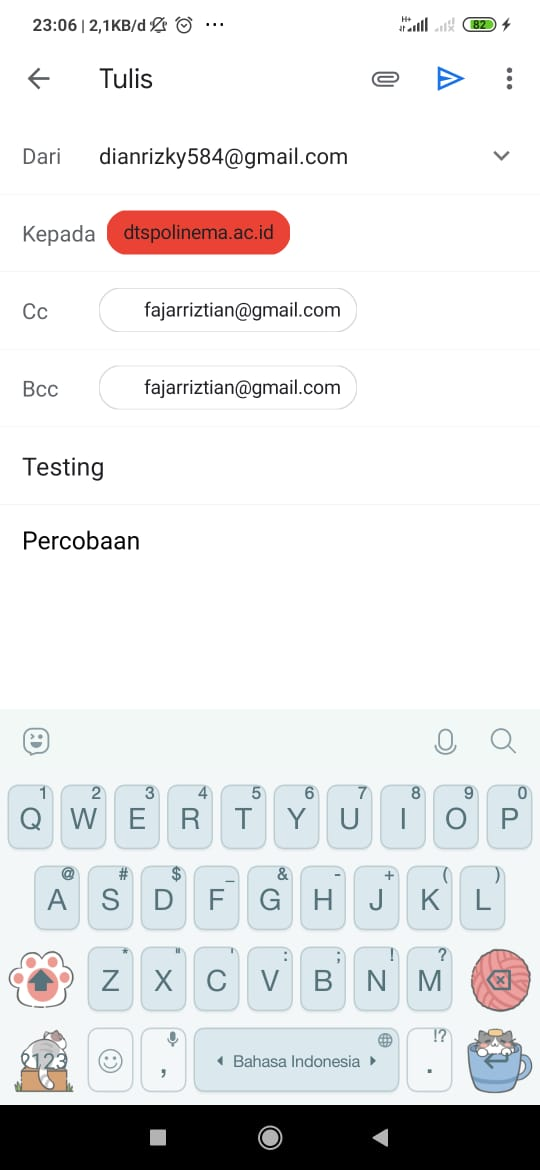 23:06 | 2,1KB/d ... H+ 82
Tulis
Dari dianrizky584@gmail.com
Kepada dtspolinema.ac.id
Cc fajarriztian@gmail.com
Bcc fajarriztian@gmail.com
Testing
Percobaan
1 2 3 4 5 6 7 8 9 0
Q W E R T Y U I O P
@ # $ _ & - + ( )
A S D F G H J K L
* " ' : ; ! ?
Z X C V B N M
!?
?123 , Bahasa Indonesia .